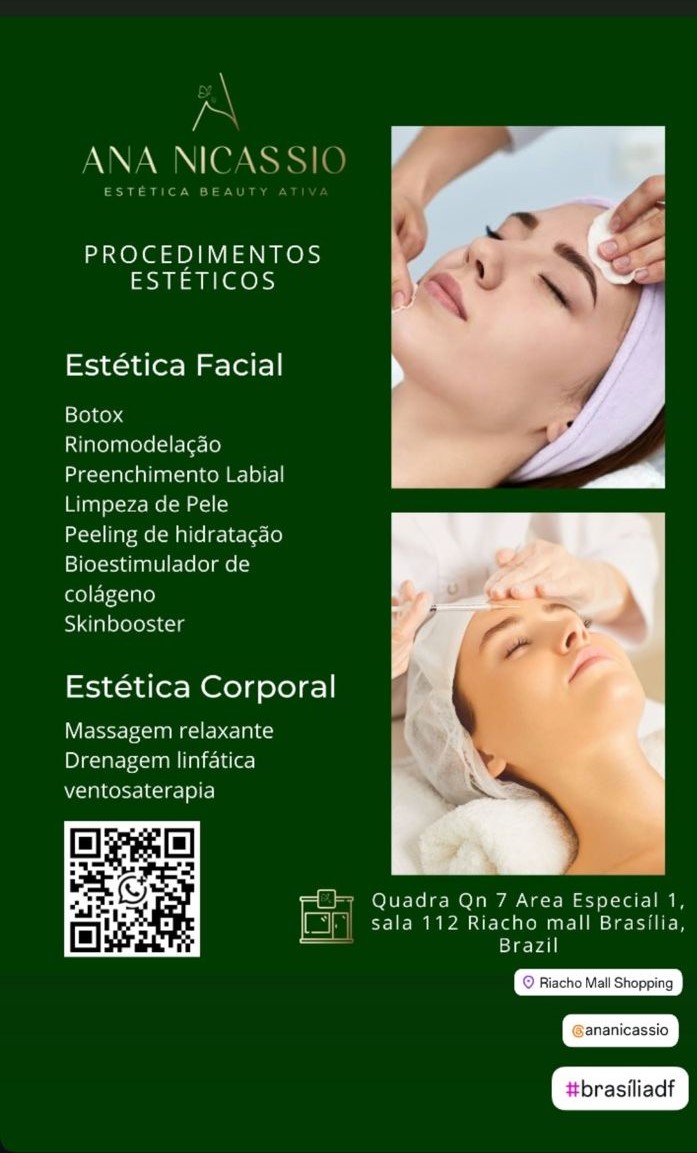 ANA NICASSIO
ESTÉTICA BEAUTY ATIVA
PROCEDIMENTOS
ESTÉTICOS
Estética Facial
Botox
Rinomodelação
Preenchimento Labial
Limpeza de Pele
Peeling de hidratação
Bioestimulador de
colágeno
Skinbooster
Estética Corporal
Massagem relaxante
Drenagem linfática
ventosaterapia
Quadra Qn 7 Area Especial 1,
sala 112 Riacho mall Brasília,
Brazil
Riacho Mall Shopping
@ananicassio
#brasíliadf